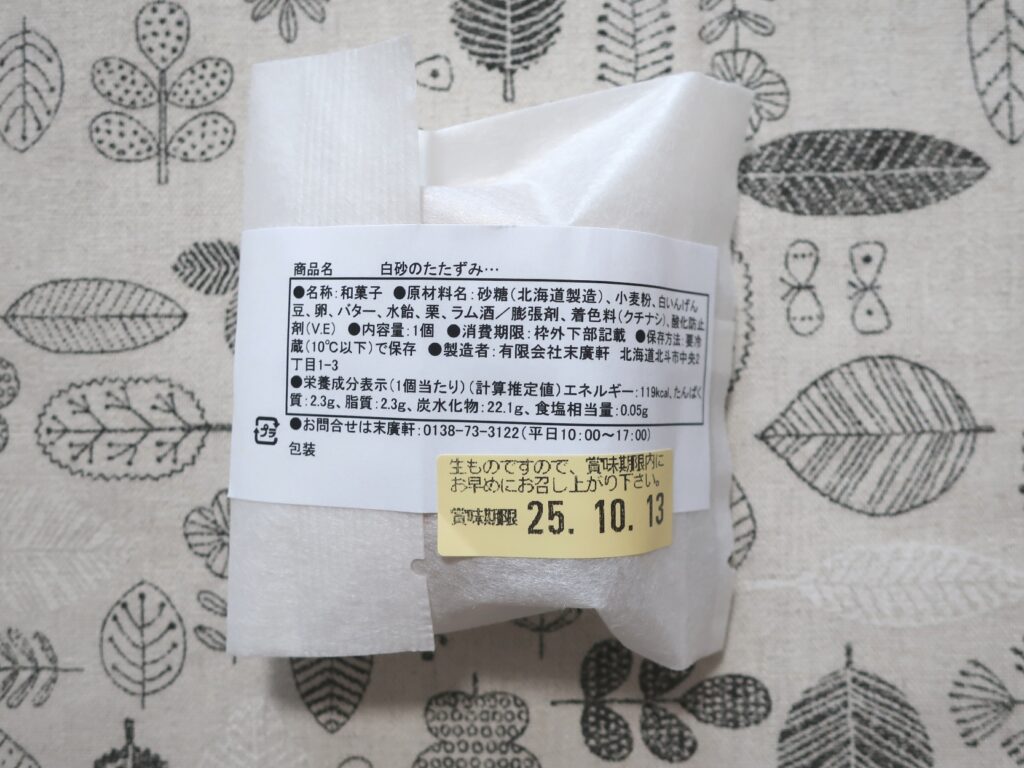 商品名 白砂のたたずみ…
●名称:和菓子 ●原材料名:砂糖(北海道製造)、小麦粉、白いんげん
豆、卵、バター、水飴、栗、ラム酒/膨張剤、着色料(クチナシ)、酸化防止
剤(V.E) ●内容量:1個 ●消費期限:枠外下部記載 ●保存方法:要冷
蔵(10℃以下)で保存 ●製造者:有限会社末廣軒 北海道北斗市中央2
丁目1-3
●栄養成分表示(1個当たり)(計算推定値)エネルギー:119kcal、たんぱく
質:2.3g、脂質:2.3g、炭水化物:22.1g、食塩相当量:0.05g
●お問合せは末廣軒:0138-73-3122(平日10:00~17:00)
プラ
包装
生ものですので、賞味期限内に
お早めにお召し上がり下さい。
賞味期限 25. 10. 13